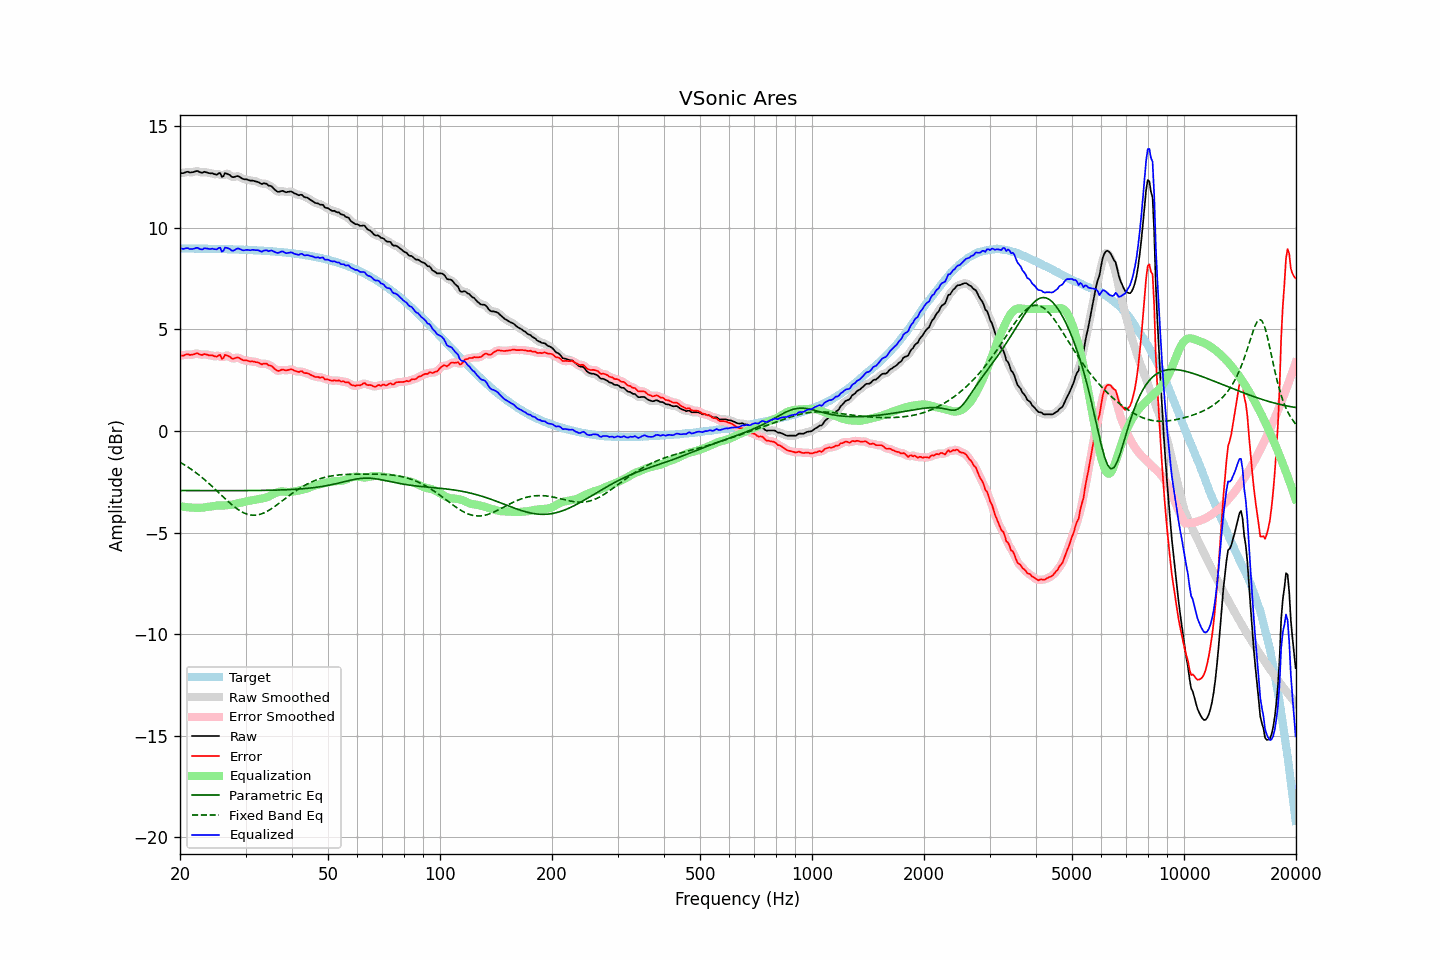 VSonic Ares
Amplitude (dBr)
15
10
5
0
−5
−10
−15
−20
Target
Raw Smoothed
Error Smoothed
Raw
Error
Equalization
Parametric Eq
Fixed Band Eq
Equalized
20 50 100 200 500 1000 2000 5000 10000 20000
Frequency (Hz)